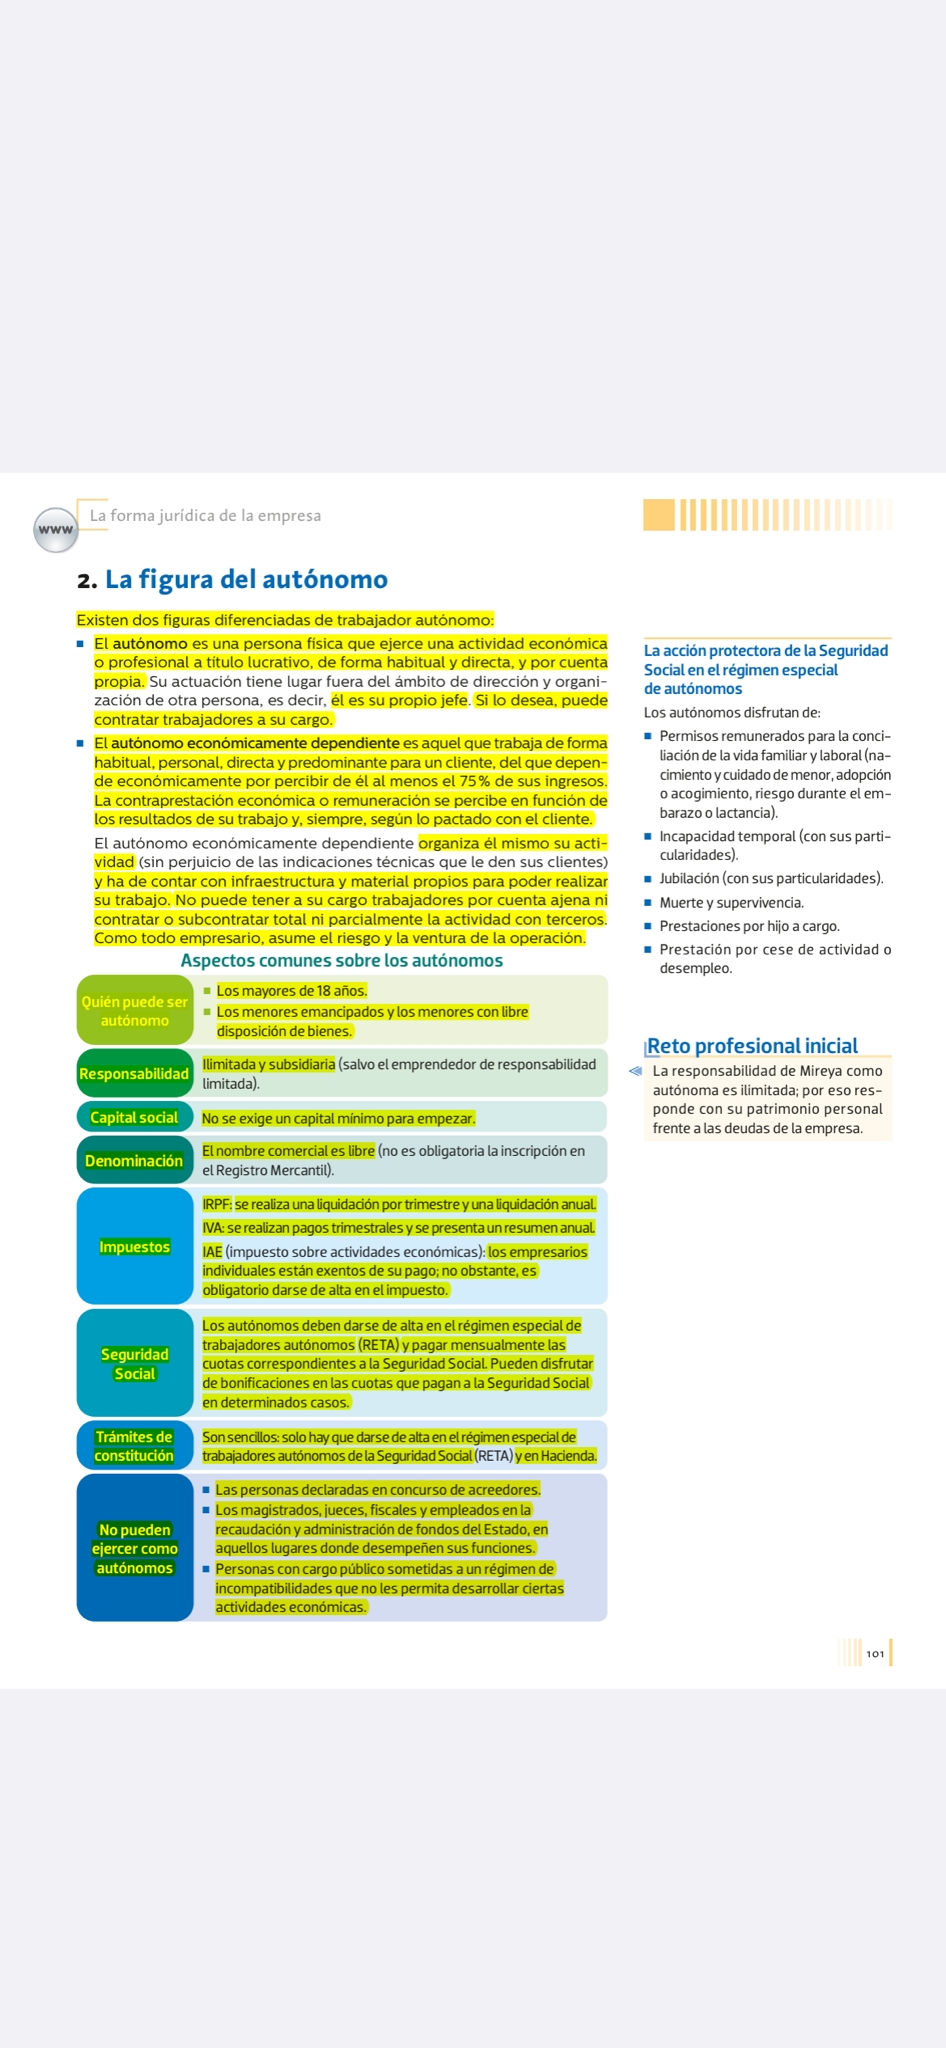 www
La forma jurídica de la empresa
2. La figura del autónomo
Existen dos figuras diferenciadas de trabajador autónomo:
■ El autónomo es una persona física que ejerce una actividad económica
o profesional a título lucrativo, de forma habitual y directa, y por cuenta
propia. Su actuación tiene lugar fuera del ámbito de dirección y organi-
zación de otra persona, es decir, él es su propio jefe. Si lo desea, puede
contratar trabajadores a su cargo.
■ El autónomo económicamente dependiente es aquel que trabaja de forma
habitual, personal, directa y predominante para un cliente, del que depen-
de económicamente por percibir de él al menos el 75 % de sus ingresos.
La contraprestación económica o remuneración se percibe en función de
los resultados de su trabajo y, siempre, según lo pactado con el cliente.
El autónomo económicamente dependiente organiza él mismo su acti-
vidad (sin perjuicio de las indicaciones técnicas que le den sus clientes)
y ha de contar con infraestructura y material propios para poder realizar
su trabajo. No puede tener a su cargo trabajadores por cuenta ajena ni
contratar o subcontratar total ni parcialmente la actividad con terceros.
Como todo empresario, asume el riesgo y la ventura de la operación.
Aspectos comunes sobre los autónomos
Quién puede ser
autónomo
■ Los mayores de 18 años.
■ Los menores emancipados y los menores con libre
disposición de bienes.
Responsabilidad
Ilimitada y subsidiaria (salvo el emprendedor de responsabilidad
limitada).
Capital social
No se exige un capital mínimo para empezar.
Denominación
El nombre comercial es libre (no es obligatoria la inscripción en
el Registro Mercantil).
Impuestos
IRPF: se realiza una liquidación por trimestre y una liquidación anual.
IVA: se realizan pagos trimestrales y se presenta un resumen anual.
IAE (impuesto sobre actividades económicas): los empresarios
individuales están exentos de su pago; no obstante, es
obligatorio darse de alta en el impuesto.
Seguridad
Social
Los autónomos deben darse de alta en el régimen especial de
trabajadores autónomos (RETA) y pagar mensualmente las
cuotas correspondientes a la Seguridad Social. Pueden disfrutar
de bonificaciones en las cuotas que pagan a la Seguridad Social
en determinados casos.
Trámites de
constitución
Son sencillos: solo hay que darse de alta en el régimen especial de
trabajadores autónomos de la Seguridad Social (RETA) y en Hacienda.
No pueden
ejercer como
autónomos
■ Las personas declaradas en concurso de acreedores.
■ Los magistrados, jueces, fiscales y empleados en la
recaudación y administración de fondos del Estado, en
aquellos lugares donde desempeñen sus funciones.
■ Personas con cargo público sometidas a un régimen de
incompatibilidades que no les permita desarrollar ciertas
actividades económicas.
La acción protectora de la Seguridad
Social en el régimen especial
de autónomos
Los autónomos disfrutan de:
■ Permisos remunerados para la conci-
liación de la vida familiar y laboral (na-
cimiento y cuidado de menor, adopción
o acogimiento, riesgo durante el em-
barazo o lactancia).
■ Incapacidad temporal (con sus parti-
cularidades).
■ Jubilación (con sus particularidades).
■ Muerte y supervivencia.
■ Prestaciones por hijo a cargo.
■ Prestación por cese de actividad o
desempleo.
Reto profesional inicial
La responsabilidad de Mireya como
autónoma es ilimitada; por eso res-
ponde con su patrimonio personal
frente a las deudas de la empresa.
101